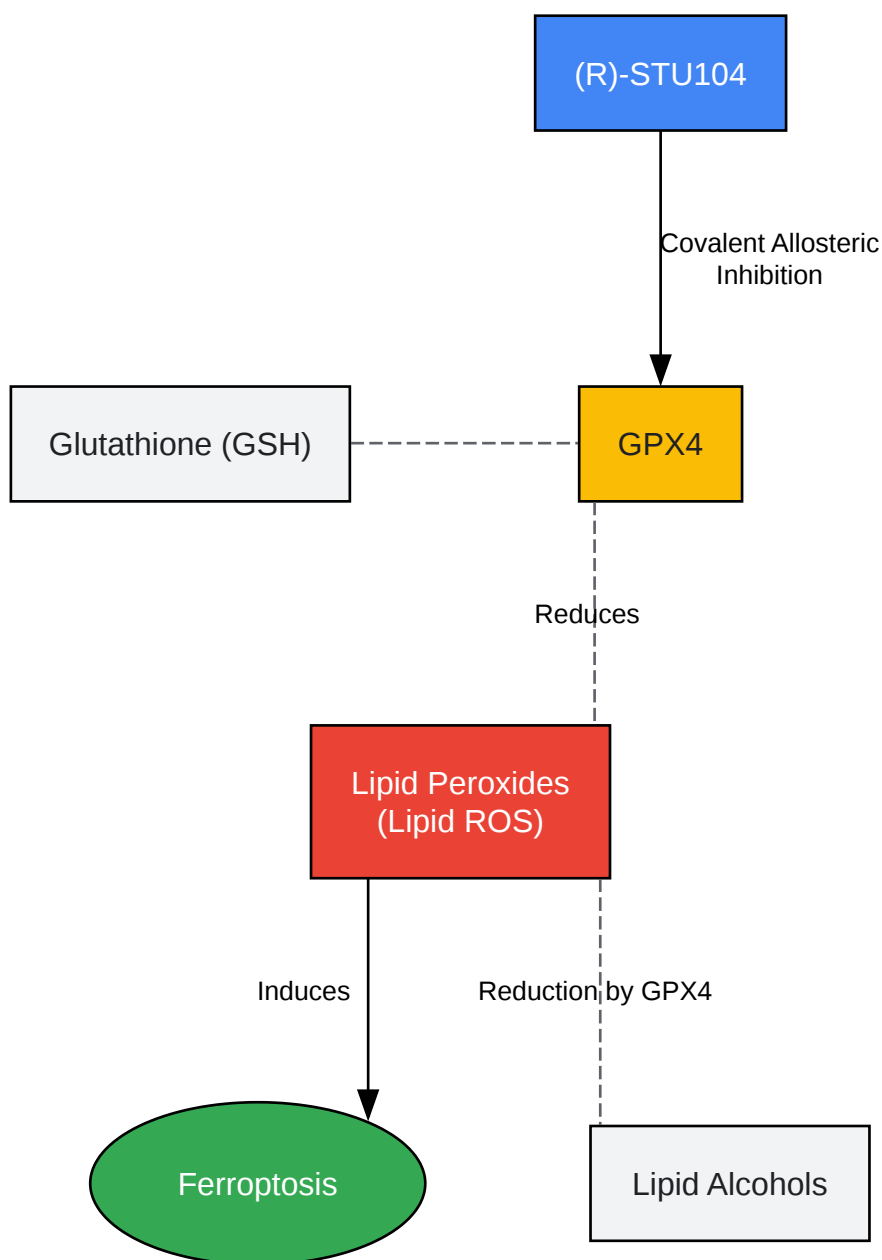 (R)-STU104
Covalent Allosteric
Inhibition
Glutathione (GSH)
GPX4
Reduces
Lipid Peroxides
(Lipid ROS)
Induces
Reduction by GPX4
Ferroptosis
Lipid Alcohols